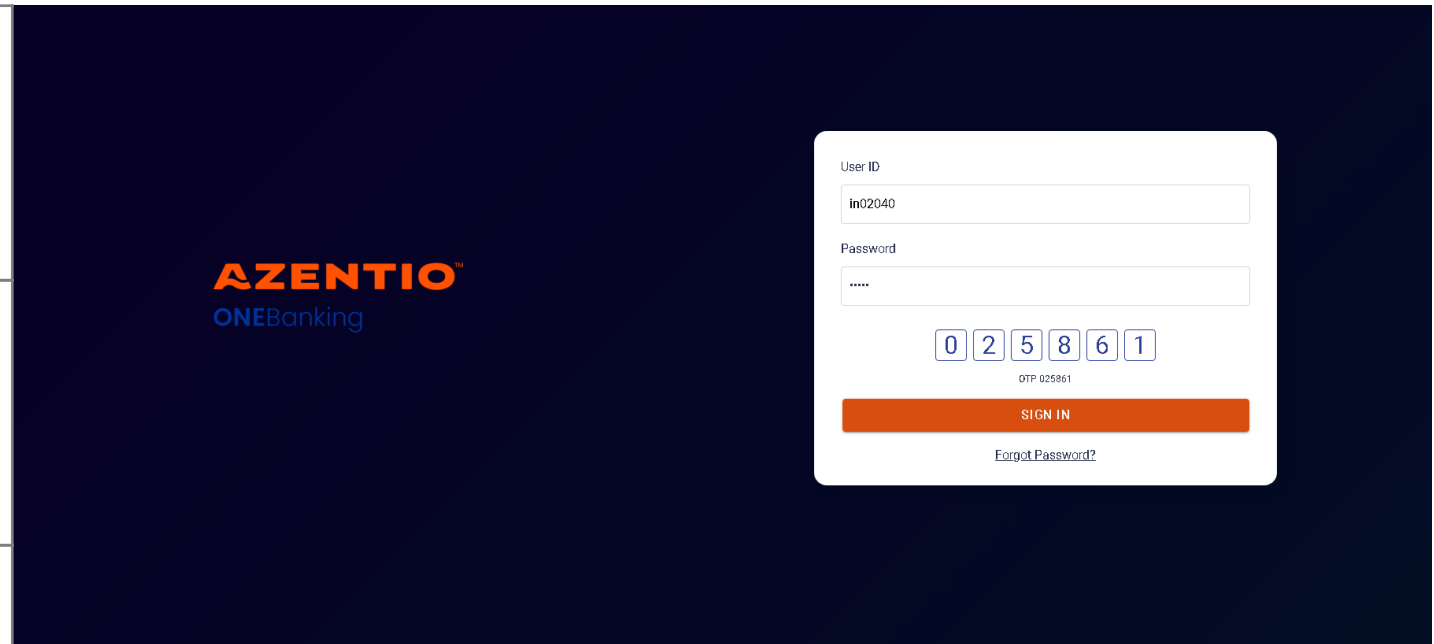 AZENTIO™
ONEBanking
User ID
in02040
Password
•••••
0 2 5 8 6 1
OTP 025861
SIGN IN
Forgot Password?